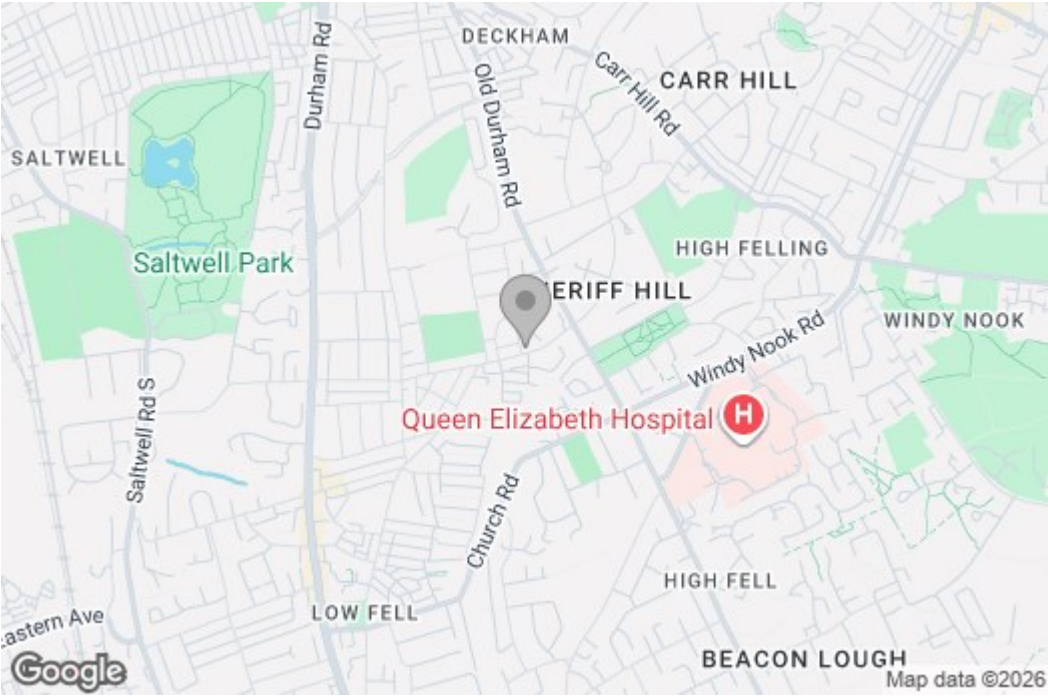 DECKHAM
Durham Rd
Carr Hill Rd
CARR HILL
Old Durham Rd
SALTWELL
HIGH FELLING
Saltwell Park
ERIFF HILL
WINDY NOOK
Windy Nook Rd
Saltwell Rd S
Queen Elizabeth Hospital
H
Church Rd
HIGH FELL
LOW FELL
Eastern Ave
BEACON LOUGH
Google
Map data ©2026